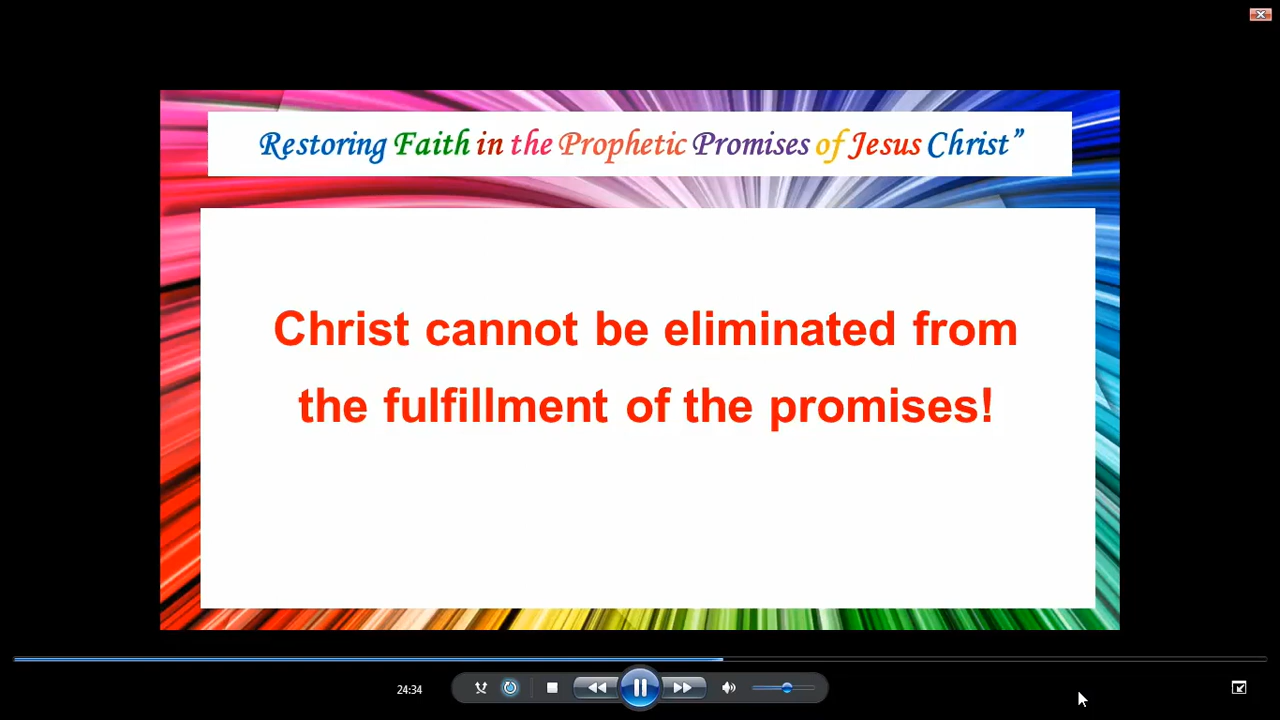 Restoring Faith in the Prophetic Promises of Jesus Christ”
Christ cannot be eliminated from
the fulfillment of the promises!
24:34